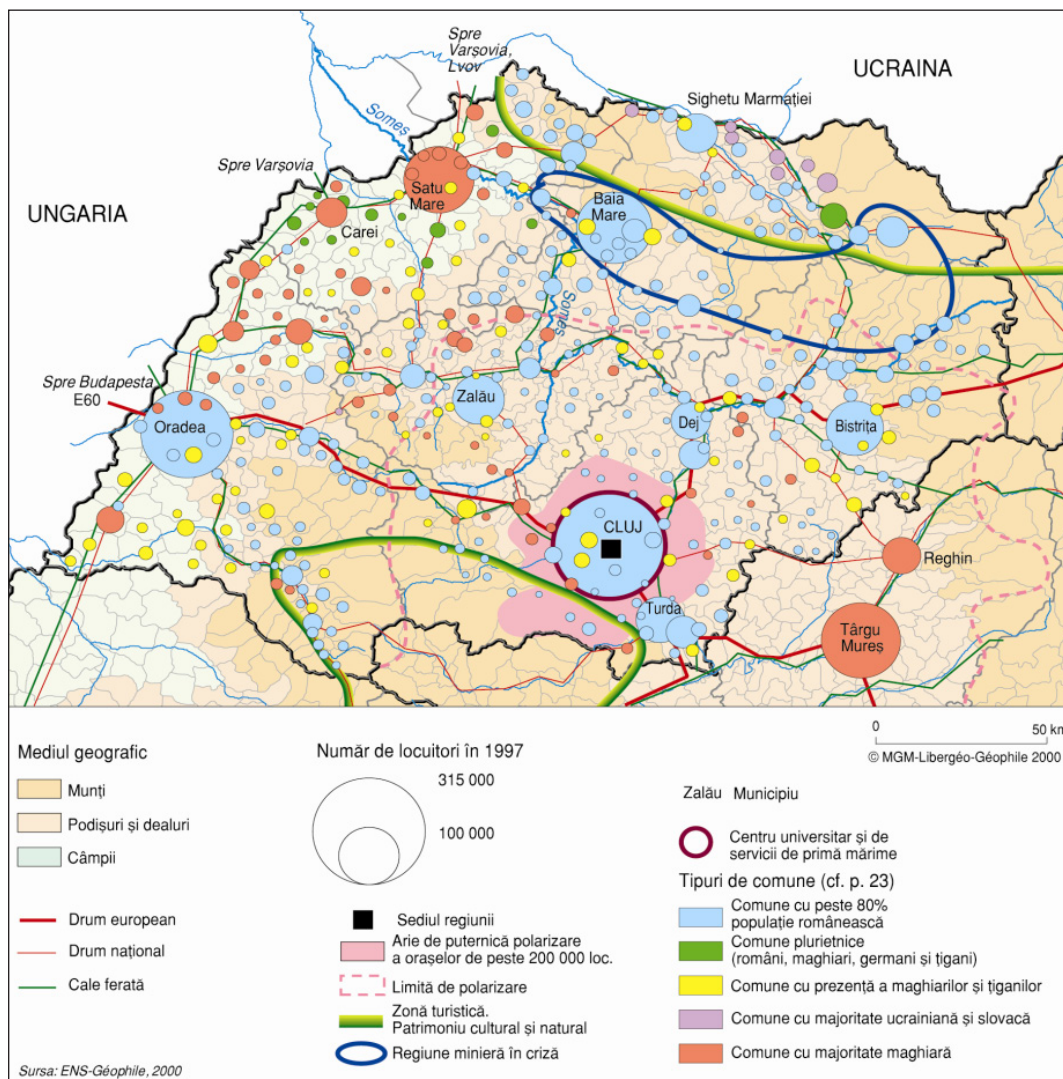 Spre
Varșovia,
Lvov
UCRAINA
Sighetu Marmației
Someș
Spre Varșovia
Satu
Mare
Baia
Mare
UNGARIA
Carei
Someș
Spre Budapesta
E60
Oradea
Zalău
Dej
Bistrița
CLUJ
Reghin
Turda
Târgu
Mureș
0 50 km
© MGM-Libergéo-Géophile 2000
Mediul geografic
Munți
Podișuri și dealuri
Câmpii
Drum european
Drum național
Cale ferată
Sursa: ENS-Géophile, 2000
Număr de locuitori în 1997
315 000
100 000
Sediul regiunii
Arie de puternică polarizare
a orașelor de peste 200 000 loc.
Limită de polarizare
Zonă turistică.
Patrimoniu cultural și natural
Regiune minieră în criză
Zalău Municipiu
Centru universitar și de
servicii de primă mărime
Tipuri de comune (cf. p. 23)
Comune cu peste 80%
populație românească
Comune plurietnice
(români, maghiari, germani și țigani)
Comune cu prezență a maghiarilor și țiganilor
Comune cu majoritate ucrainiană și slovacă
Comune cu majoritate maghiară